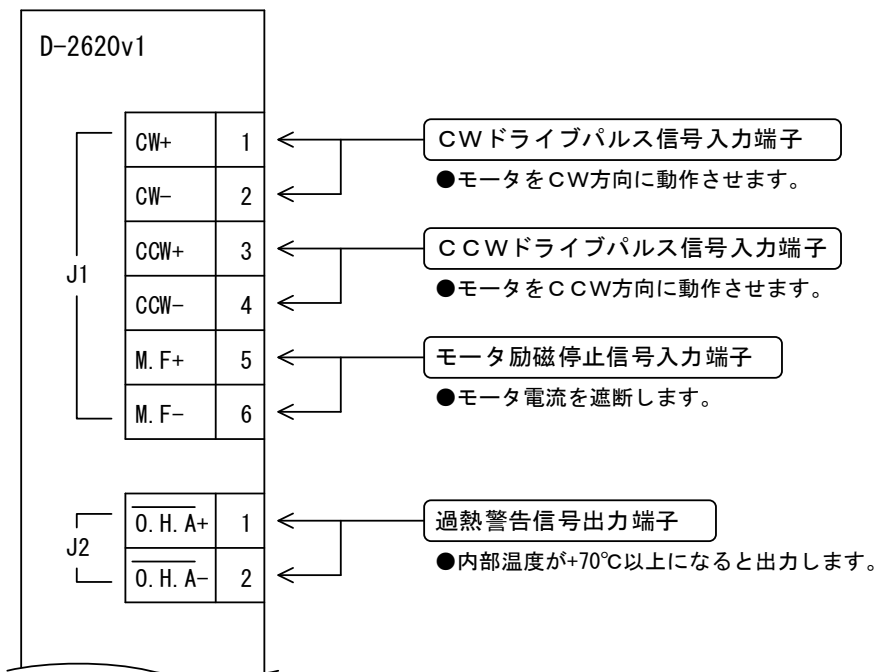 D-2620v1
J1
CW+ 1
CW- 2
CCW+ 3
CCW- 4
M.F+ 5
M.F- 6
CWドライブパルス信号入力端子
●モータをCW方向に動作させます。
CCWドライブパルス信号入力端子
●モータをCCW方向に動作させます。
モータ励磁停止信号入力端子
●モータ電流を遮断します。
J2
O.H.A+ 1
O.H.A- 2
過熱警告信号出力端子
●内部温度が+70℃以上になると出力します。